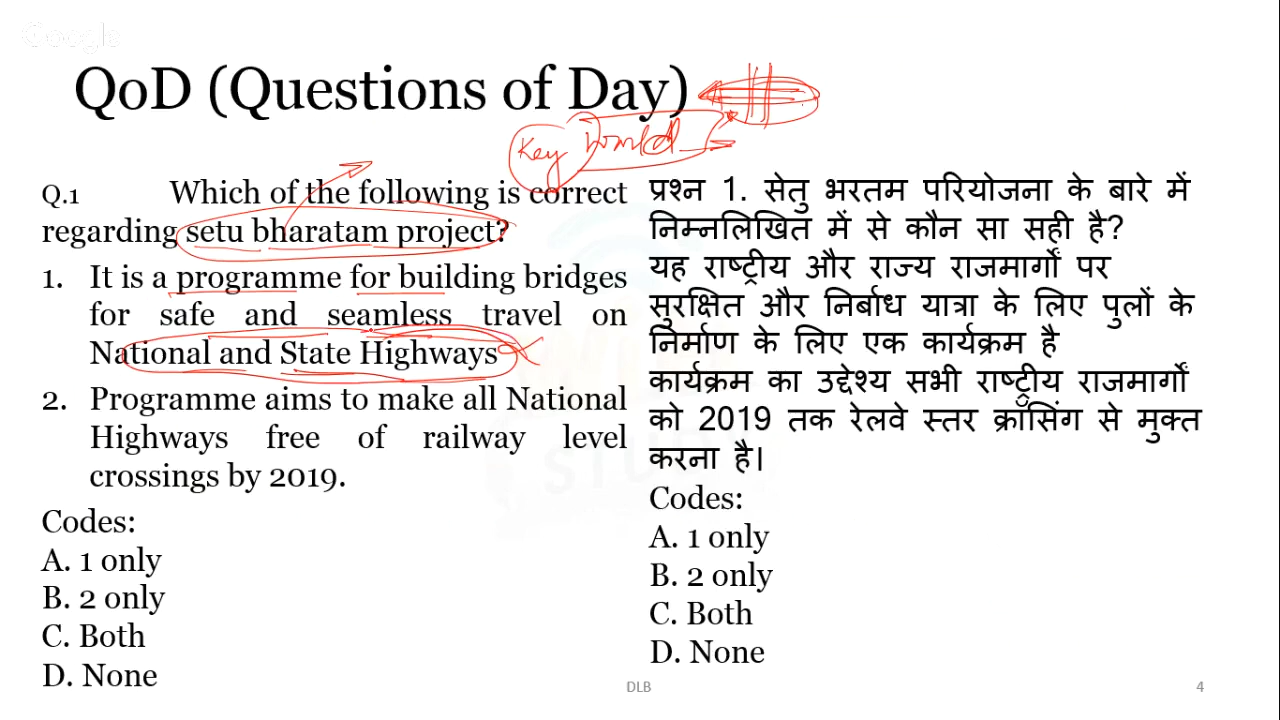 Google
QoD (Questions of Day)
Key
Q.1 Which of the following is correct
regarding setu bharatam project?
1. It is a programme for building bridges
for safe and seamless travel on
National and State Highways
2. Programme aims to make all National
Highways free of railway level
crossings by 2019.
Codes:
A. 1 only
B. 2 only
C. Both
D. None
प्रश्न 1. सेतु भरतम परियोजना के बारे में
निम्नलिखित में से कौन सा सही है?
यह राष्ट्रीय और राज्य राजमार्गों पर
सुरक्षित और निर्बाध यात्रा के लिए पुलों के
निर्माण के लिए एक कार्यक्रम है
कार्यक्रम का उद्देश्य सभी राष्ट्रीय राजमार्गों
को 2019 तक रेलवे स्तर क्रॉसिंग से मुक्त
करना है।
Codes:
A. 1 only
B. 2 only
C. Both
D. None
DLB
4